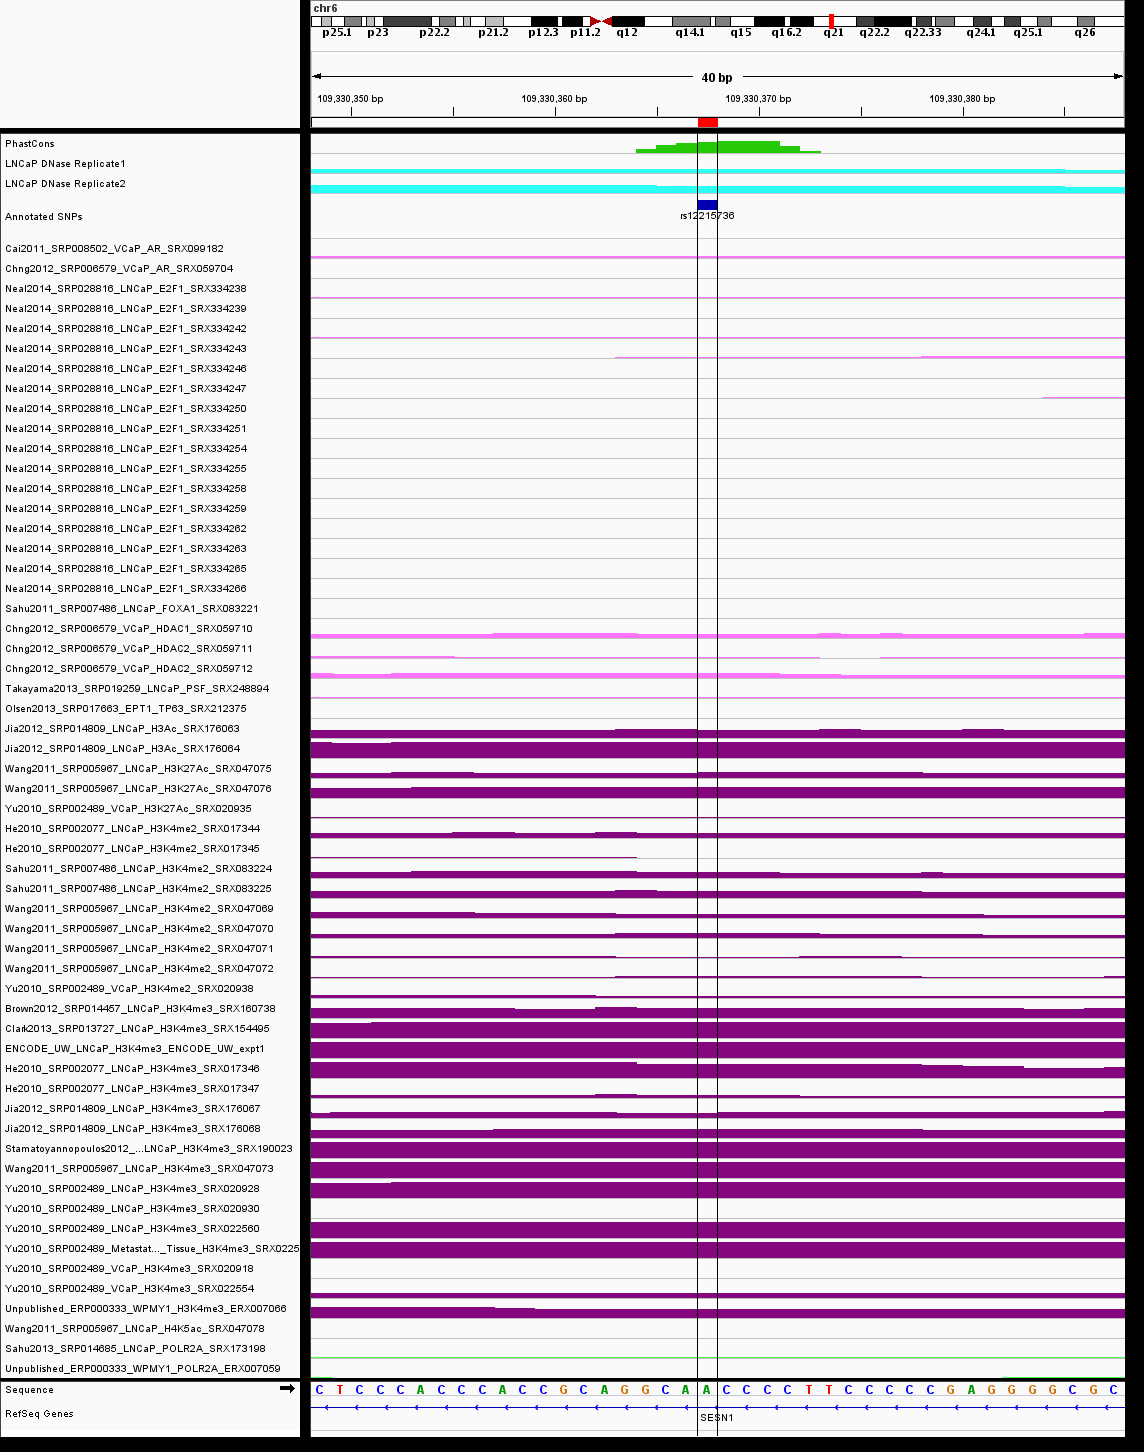 chr6
p25.1 p23 p22.2 p21.2 p12.3 p11.2 q12 q14.1 q15 q16.2 q21 q22.2 q22.33 q24.1 q25.1 q26
40 bp
109,330,350 bp 109,330,360 bp 109,330,370 bp 109,330,380 bp
PhastCons
LNCaP DNase Replicate1
LNCaP DNase Replicate2
Annotated SNPs
rs12215736
Cai2011_SRP008502_VCaP_AR_SRX099182
Chng2012_SRP006579_VCaP_AR_SRX059704
Neal2014_SRP028816_LNCaP_E2F1_SRX334238
Neal2014_SRP028816_LNCaP_E2F1_SRX334239
Neal2014_SRP028816_LNCaP_E2F1_SRX334242
Neal2014_SRP028816_LNCaP_E2F1_SRX334243
Neal2014_SRP028816_LNCaP_E2F1_SRX334246
Neal2014_SRP028816_LNCaP_E2F1_SRX334247
Neal2014_SRP028816_LNCaP_E2F1_SRX334250
Neal2014_SRP028816_LNCaP_E2F1_SRX334251
Neal2014_SRP028816_LNCaP_E2F1_SRX334254
Neal2014_SRP028816_LNCaP_E2F1_SRX334255
Neal2014_SRP028816_LNCaP_E2F1_SRX334258
Neal2014_SRP028816_LNCaP_E2F1_SRX334259
Neal2014_SRP028816_LNCaP_E2F1_SRX334262
Neal2014_SRP028816_LNCaP_E2F1_SRX334263
Neal2014_SRP028816_LNCaP_E2F1_SRX334265
Neal2014_SRP028816_LNCaP_E2F1_SRX334266
Sahu2011_SRP007486_LNCaP_FOXA1_SRX083221
Chng2012_SRP006579_VCaP_HDAC1_SRX059710
Chng2012_SRP006579_VCaP_HDAC2_SRX059711
Chng2012_SRP006579_VCaP_HDAC2_SRX059712
Takayama2013_SRP019259_LNCaP_PSF_SRX248894
Olsen2013_SRP017663_EPT1_TP63_SRX212375
Jia2012_SRP014809_LNCaP_H3Ac_SRX176063
Jia2012_SRP014809_LNCaP_H3Ac_SRX176064
Wang2011_SRP005967_LNCaP_H3K27Ac_SRX047075
Wang2011_SRP005967_LNCaP_H3K27Ac_SRX047076
Yu2010_SRP002489_VCaP_H3K27Ac_SRX020935
He2010_SRP002077_LNCaP_H3K4me2_SRX017344
He2010_SRP002077_LNCaP_H3K4me2_SRX017345
Sahu2011_SRP007486_LNCaP_H3K4me2_SRX083224
Sahu2011_SRP007486_LNCaP_H3K4me2_SRX083225
Wang2011_SRP005967_LNCaP_H3K4me2_SRX047069
Wang2011_SRP005967_LNCaP_H3K4me2_SRX047070
Wang2011_SRP005967_LNCaP_H3K4me2_SRX047071
Wang2011_SRP005967_LNCaP_H3K4me2_SRX047072
Yu2010_SRP002489_VCaP_H3K4me2_SRX020938
Brown2012_SRP014457_LNCaP_H3K4me3_SRX160738
Clark2013_SRP013727_LNCaP_H3K4me3_SRX154495
ENCODE_UW_LNCaP_H3K4me3_ENCODE_UW_expt1
He2010_SRP002077_LNCaP_H3K4me3_SRX017346
He2010_SRP002077_LNCaP_H3K4me3_SRX017347
Jia2012_SRP014809_LNCaP_H3K4me3_SRX176067
Jia2012_SRP014809_LNCaP_H3K4me3_SRX176068
Stamatoyannopoulos2012_..._LNCaP_H3K4me3_SRX190023
Wang2011_SRP005967_LNCaP_H3K4me3_SRX047073
Yu2010_SRP002489_LNCaP_H3K4me3_SRX020928
Yu2010_SRP002489_LNCaP_H3K4me3_SRX020930
Yu2010_SRP002489_LNCaP_H3K4me3_SRX022560
Yu2010_SRP002489_Metastat..._Tissue_H3K4me3_SRX0225
Yu2010_SRP002489_VCaP_H3K4me3_SRX020918
Yu2010_SRP002489_VCaP_H3K4me3_SRX022554
Unpublished_ERP000333_WPMY1_H3K4me3_ERX007066
Wang2011_SRP005967_LNCaP_H4K5ac_SRX047078
Sahu2013_SRP014685_LNCaP_POLR2A_SRX173198
Unpublished_ERP000333_WPMY1_POLR2A_ERX007059
Sequence C T C C C A C C C A C C G C A G G C A A C C C C T T C C C C C G A G G G G C G C
RefSeq Genes
SESN1